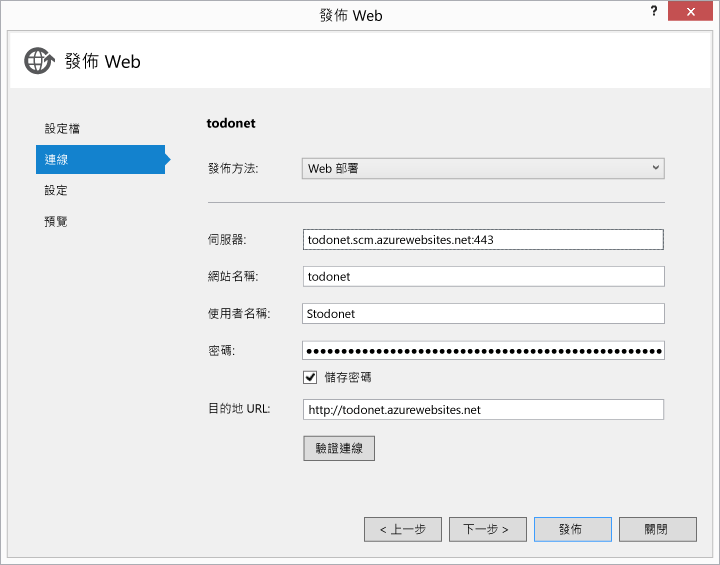 發佈 Web
?
發佈 Web
設定檔
連線
設定
預覽
todonet
發佈方法: Web 部署
伺服器: todonet.scm.azurewebsites.net:443
網站名稱: todonet
使用者名稱: Stodonet
密碼: ●●●●●●●●●●●●●●●●●●●●●●●●●●●●●●●●●●●●●●●●●●●●●●●●●●●
儲存密碼
目的地 URL: http://todonet.azurewebsites.net
驗證連線
< 上一步 下一步 > 發佈 關閉